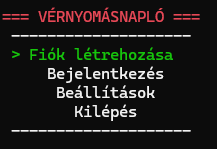 === VÉRNYOMÁSNAPLÓ ===
--------------------
> Fiók létrehozása
Bejelentkezés
Beállítások
Kilépés
--------------------